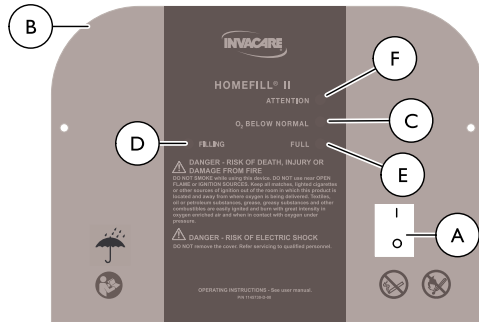 B
INVACARE
F
HOMEFILL® II
ATTENTION
C
O₂ BELOW NORMAL
D
FILLING
FULL
E
DANGER - RISK OF DEATH, INJURY OR
DAMAGE FROM FIRE
DO NOT SMOKE while using this device. DO NOT use near OPEN
FLAME or IGNITION SOURCES. Keep all matches, lighted cigarettes
or other sources of ignition out of the room in which this product is
located and away from where oxygen is being delivered. Textiles,
oil or petroleum substances, grease, greasy substances and other
combustibles are easily ignited and burn with great intensity in
oxygen enriched air and when in contact with oxygen under
pressure.
I
A
O
DANGER - RISK OF ELECTRIC SHOCK
DO NOT remove the cover. Refer servicing to qualified personnel.
OPERATING INSTRUCTIONS - See user manual.